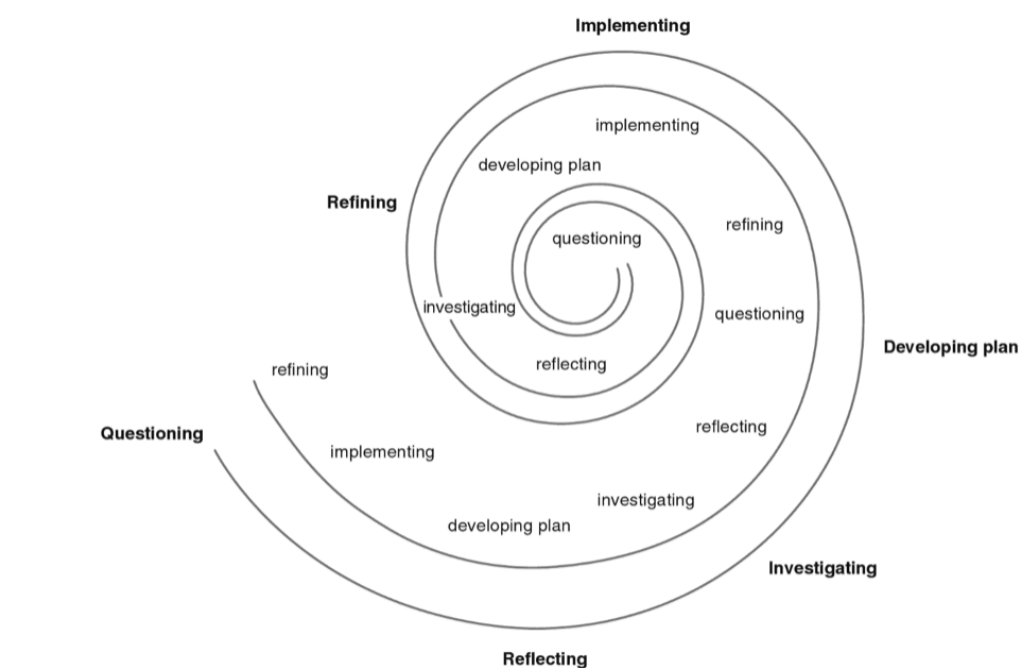 Implementing
implementing
developing plan
Refining
refining
questioning
investigating
questioning
Developing plan
reflecting
refining
reflecting
Questioning
implementing
investigating
developing plan
Investigating
Reflecting